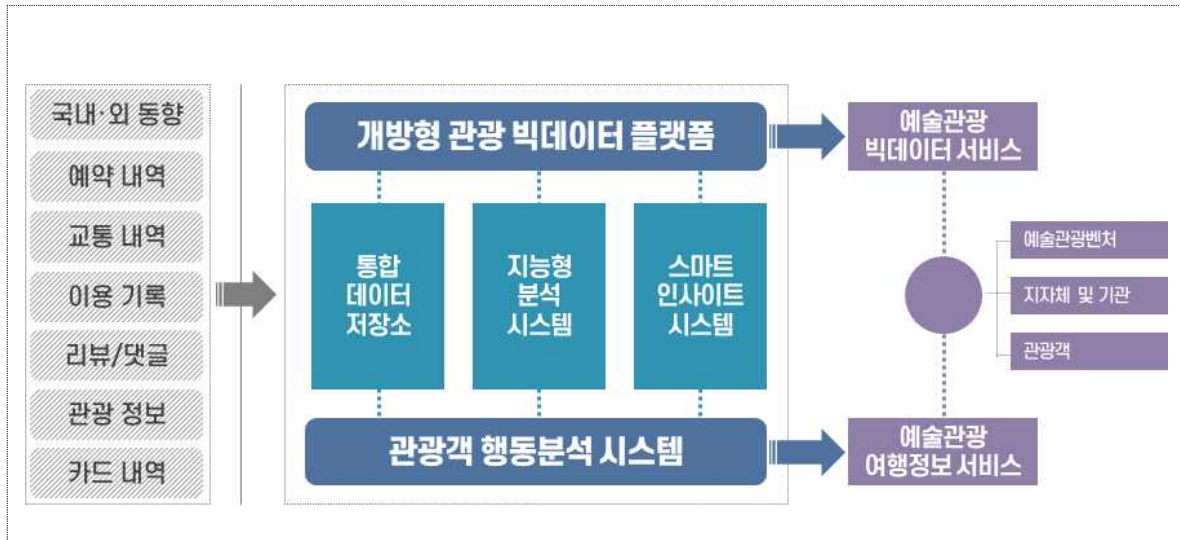 국내·외 동향
예약 내역
교통 내역
이용 기록
리뷰/댓글
관광 정보
카드 내역
개방형 관광 빅데이터 플랫폼
통합
데이터
저장소
지능형
분석
시스템
스마트
인사이트
시스템
관광객 행동분석 시스템
예술관광
빅데이터 서비스
예술관광벤처
지자체 및 기관
관광객
예술관광
여행정보 서비스